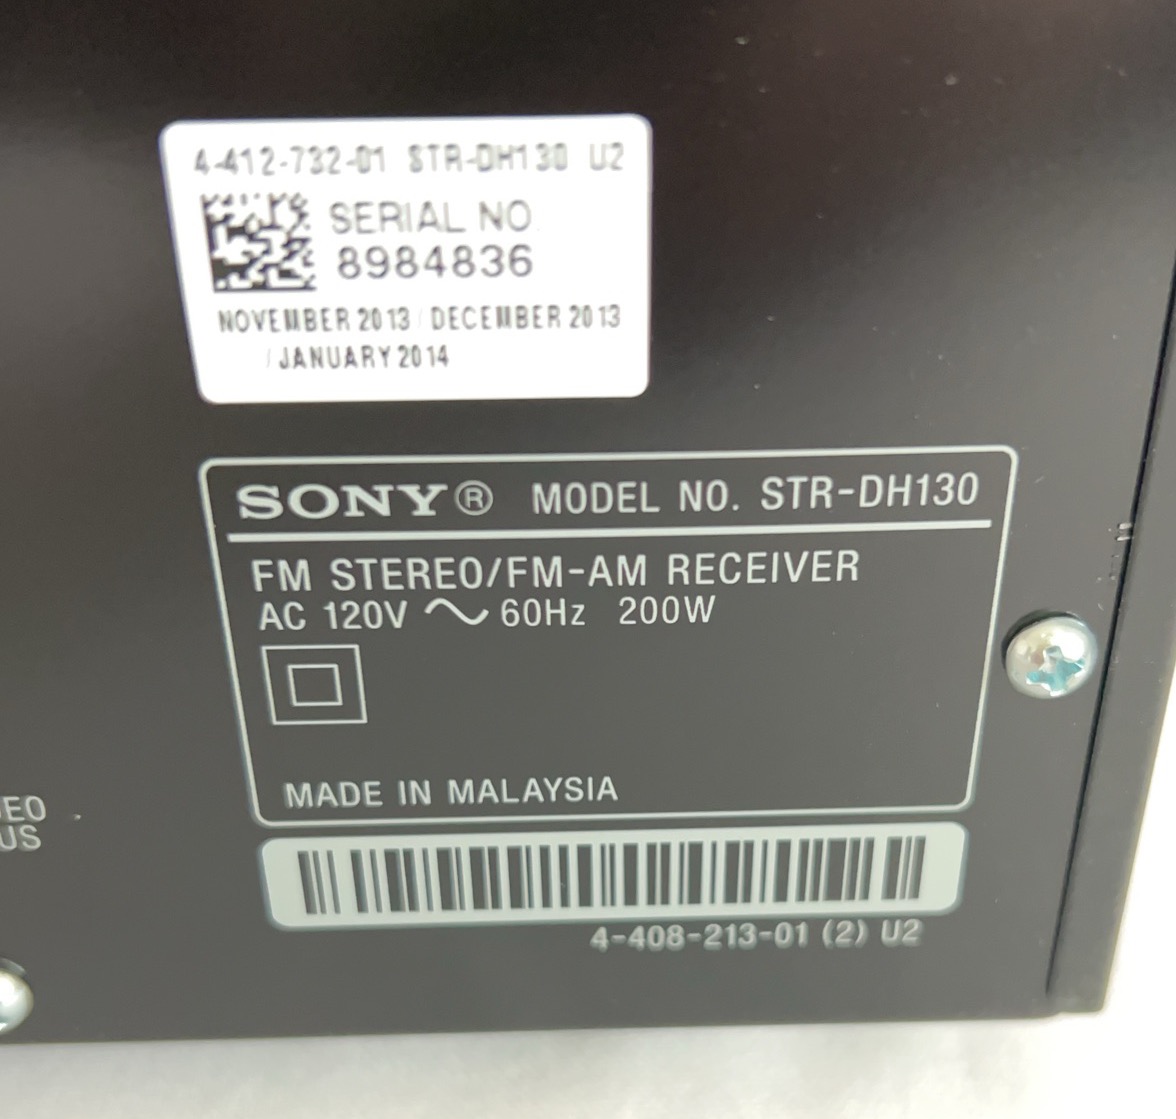 4-412-732-01 STR-DH130 U2
SERIAL NO.
8984836
NOVEMBER 2013 / DECEMBER 2013
/ JANUARY 2014
SONY® MODEL NO. STR-DH130
FM STEREO/FM-AM RECEIVER
AC 120V ~ 60Hz 200W
MADE IN MALAYSIA
EO
US
4-408-213-01 (2) U2